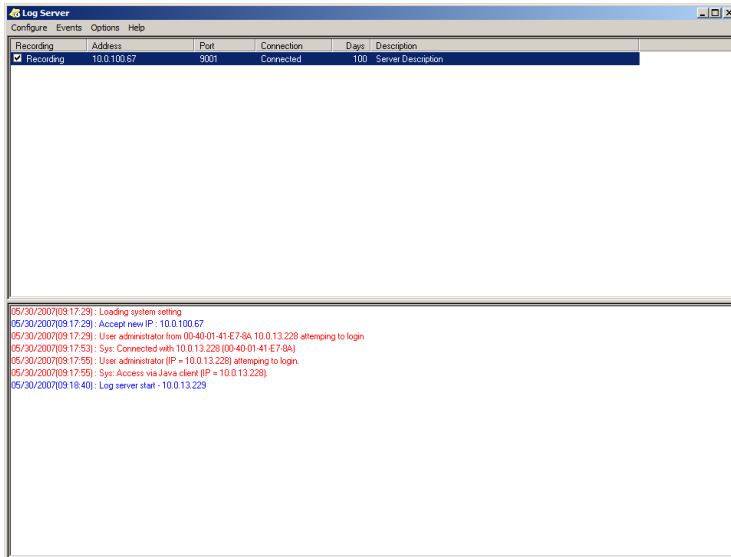 Log Server
Configure Events Options Help
Recording Address Port Connection Days Description
Recording 10.0.100.67 9001 Connected 100 Server Description
05/30/2007(09:17:29) : Loading system setting
05/30/2007(09:17:29) : Accept new IP : 10.0.100.67
05/30/2007(09:17:29) : User administrator from 00-40-01-41-E7-8A 10.0.13.228 attemping to login
05/30/2007(09:17:53) : Sys: Connected with 10.0.13.228 (00-40-01-41-E7-8A)
05/30/2007(09:17:55) : User administrator (IP = 10.0.13.228) attemping to login.
05/30/2007(09:17:55) : Sys: Access via Java client (IP = 10.0.13.228).
05/30/2007(09:18:40) : Log server start - 10.0.13.229